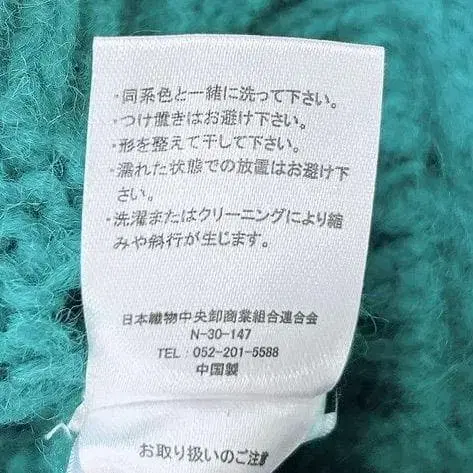 ・同系色と一緒に洗って下さい。
・つけ置きはお避け下さい。
・形を整えて干して下さい。
・濡れた状態での放置はお避け下
さい。
・洗濯またはクリーニングにより縮
みや斜行が生じます。
日本織物中央卸商業組合連合会
N-30-147
TEL : 052-201-5588
中国製
お取り扱いのご注意